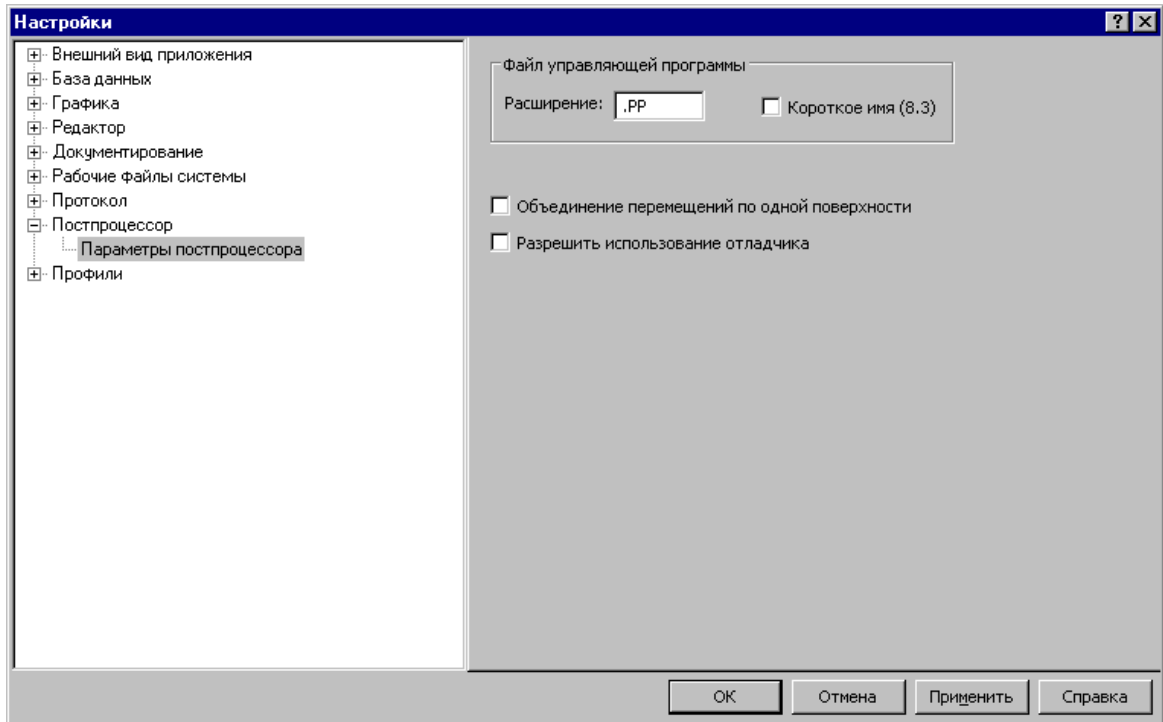 Настройки
Внешний вид приложения
База данных
Графика
Редактор
Документирование
Рабочие файлы системы
Протокол
Постпроцессор
Параметры постпроцессора
Профили
Файл управляющей программы
Расширение: .PP Короткое имя (8.3)
Объединение перемещений по одной поверхности
Разрешить использование отладчика
ОК Отмена Применить Справка